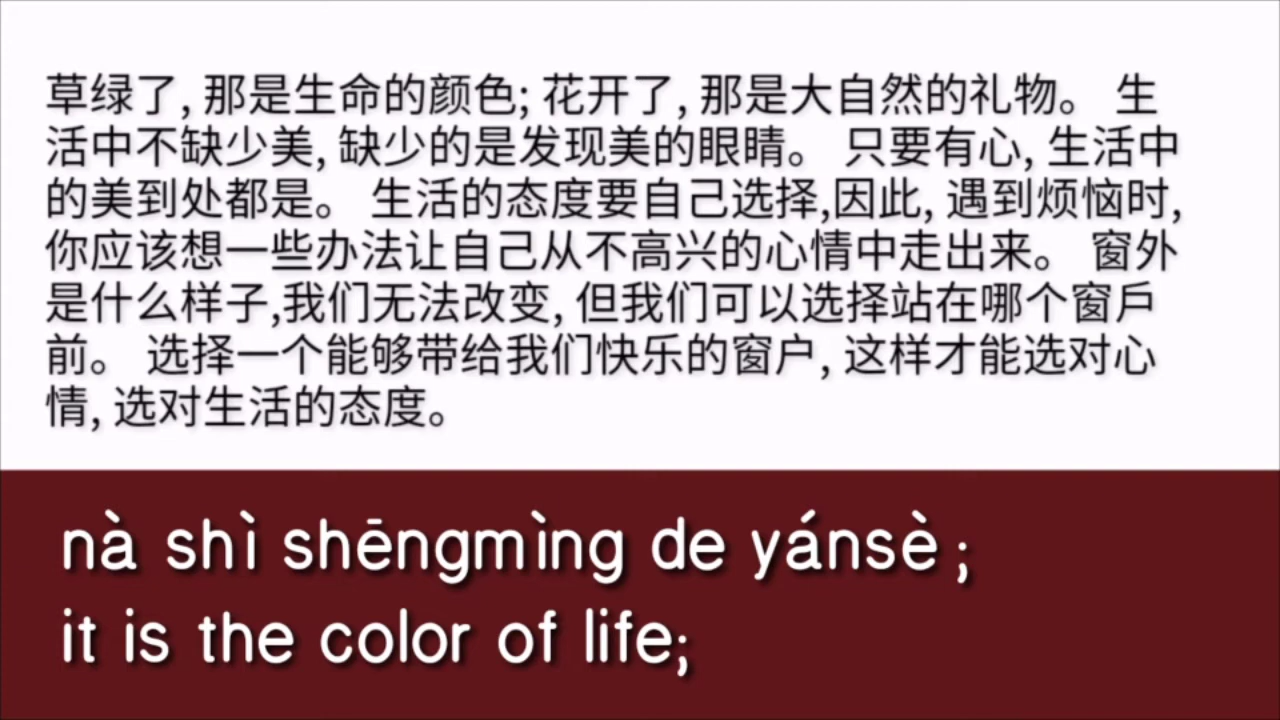 草绿了, 那是生命的颜色; 花开了, 那是大自然的礼物。 生
活中不缺少美, 缺少的是发现美的眼睛。 只要有心, 生活中
的美到处都是。 生活的态度要自己选择,因此, 遇到烦恼时,
你应该想一些办法让自己从不高兴的心情中走出来。 窗外
是什么样子,我们无法改变, 但我们可以选择站在哪个窗戶
前。 选择一个能够带给我们快乐的窗户, 这样才能选对心
情, 选对生活的态度。
nà shì shēngmìng de yánsè ;
it is the color of life;